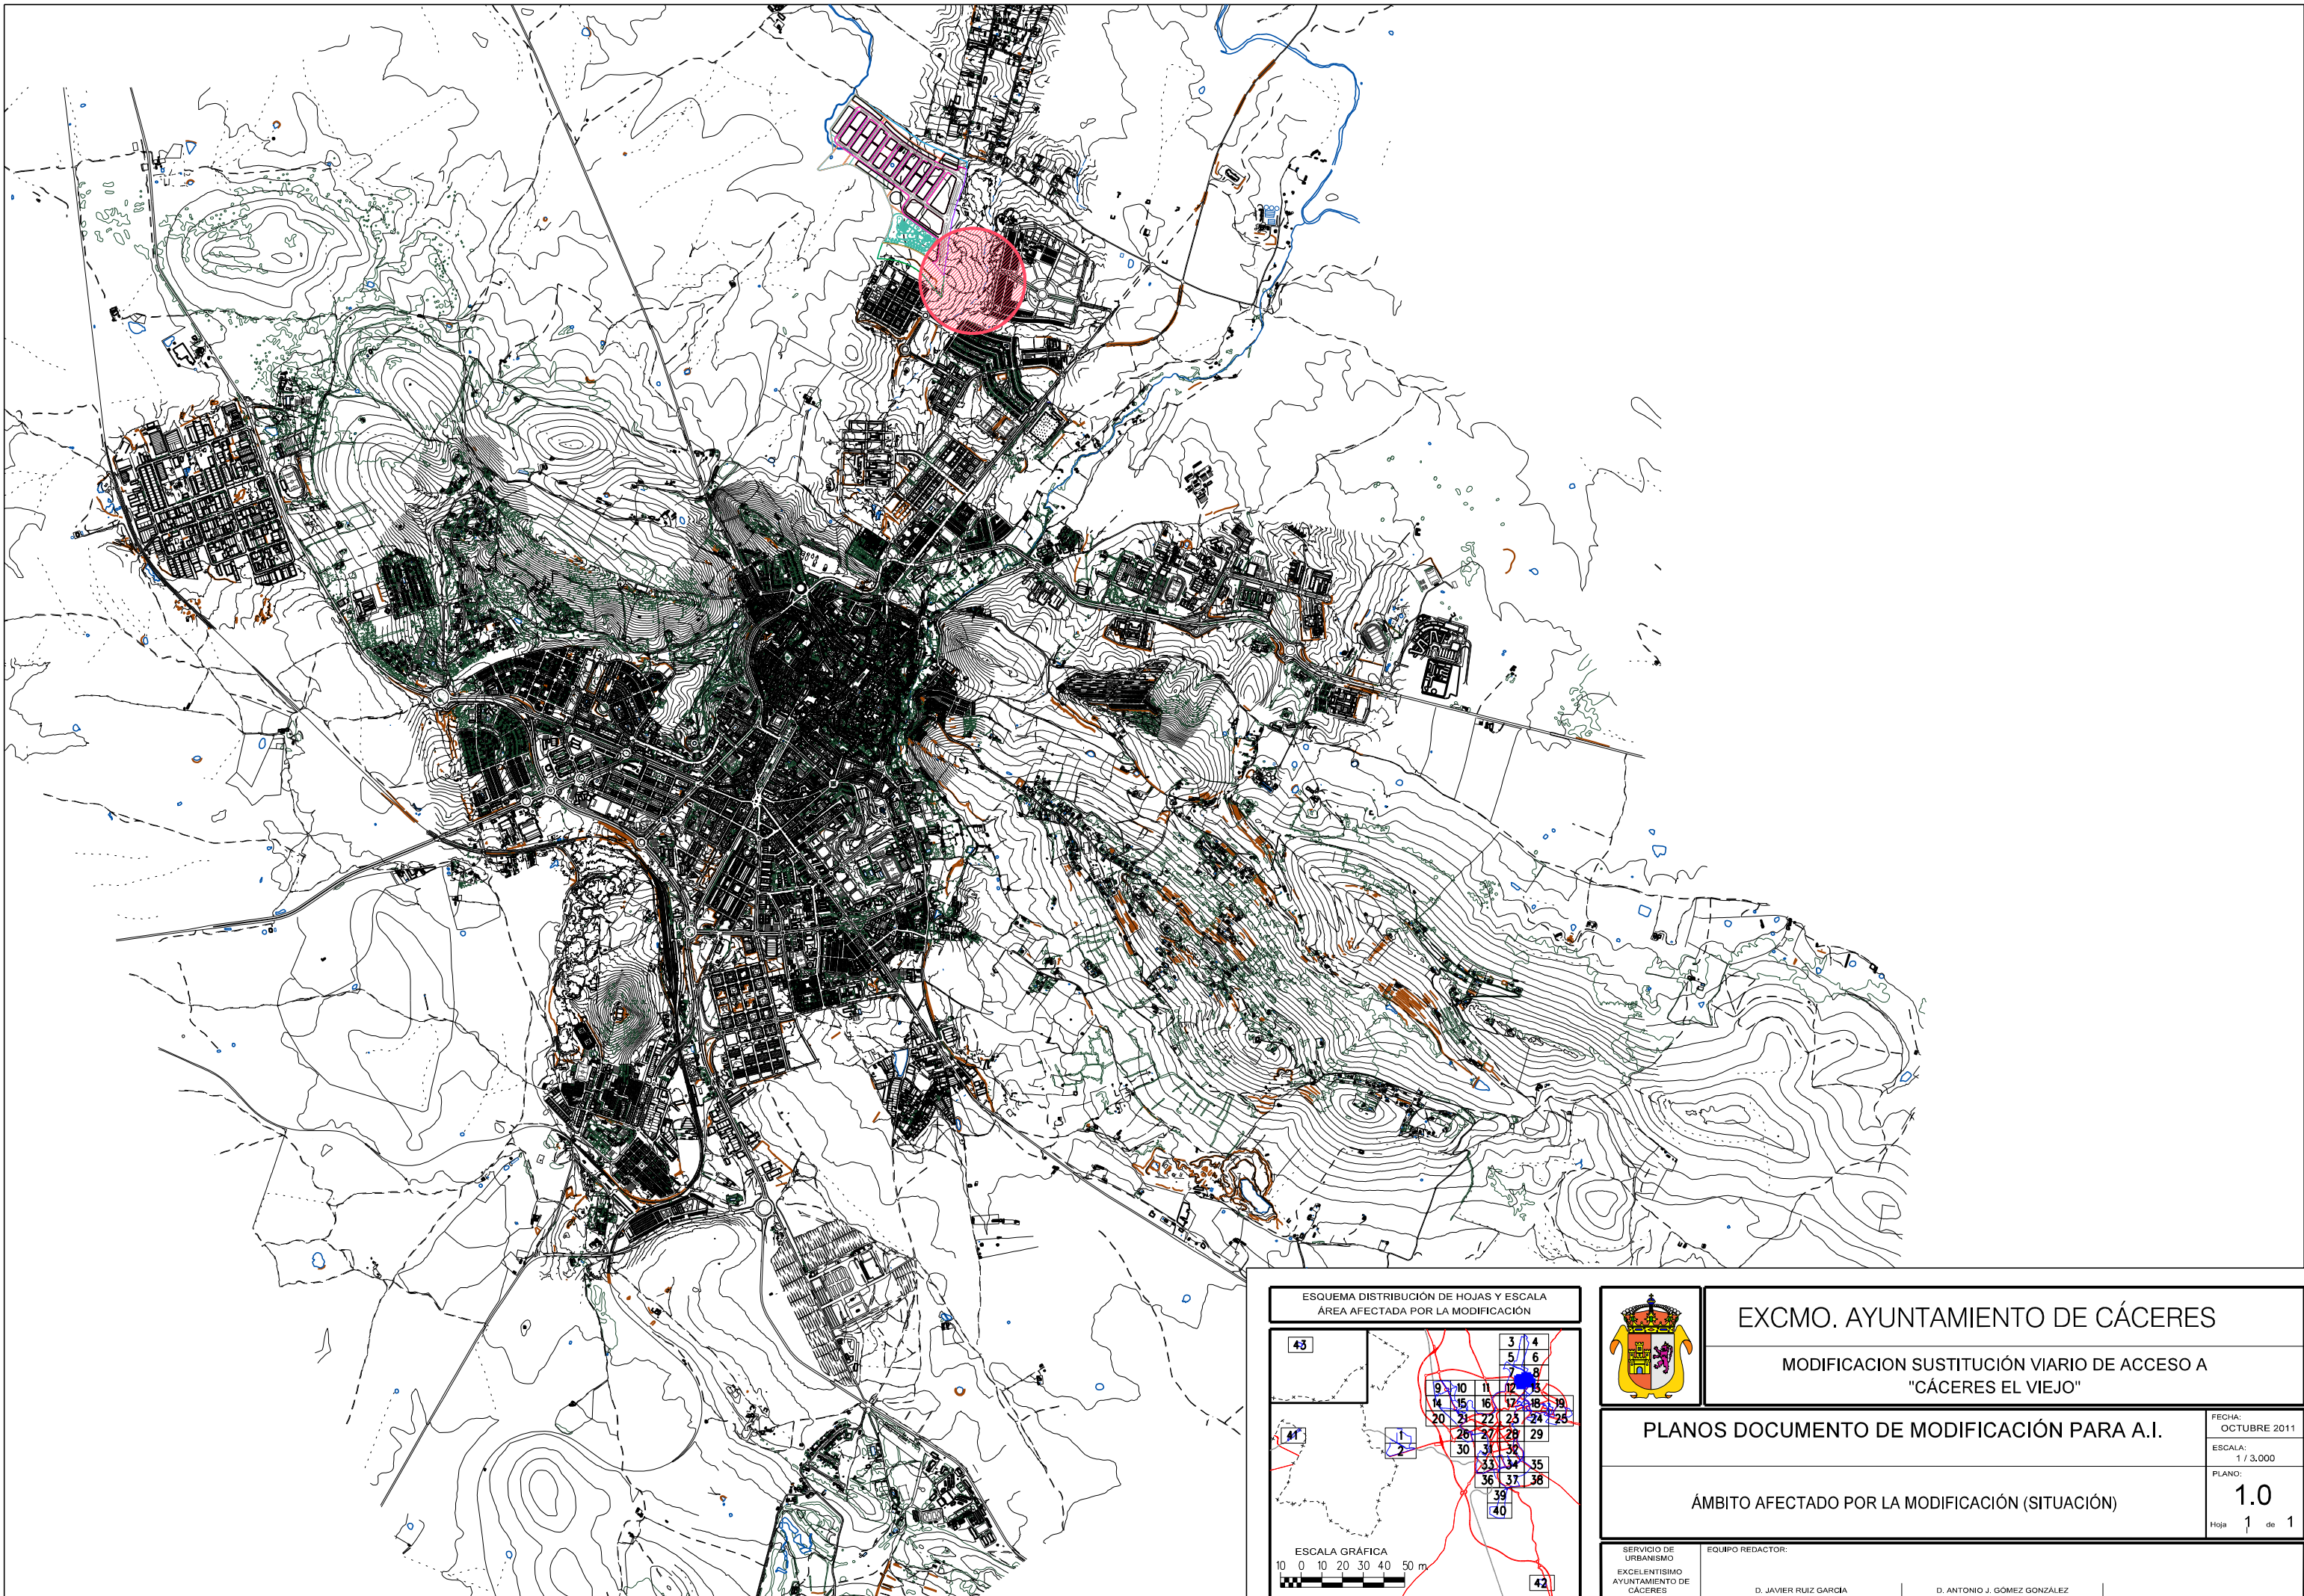 ESQUEMA DISTRIBUCIÓN DE HOJAS Y ESCALA
ÁREA AFECTADA POR LA MODIFICACIÓN
43
3 4
5 6
7 8
9 10 11 12 13
14 15 16 17 18 19
20 21 22 23 24 25
41
1
2
26 27 28 29
30 31 32
33 34 35
36 37 38
39
40
42
ESCALA GRÁFICA
10 0 10 20 30 40 50 m
EXCMO. AYUNTAMIENTO DE CÁCERES
MODIFICACION SUSTITUCIÓN VIARIO DE ACCESO A
"CÁCERES EL VIEJO"
PLANOS DOCUMENTO DE MODIFICACIÓN PARA A.I.
FECHA:
OCTUBRE 2011
ESCALA:
1 / 3.000
PLANO:
1.0
Hoja 1 de 1
ÁMBITO AFECTADO POR LA MODIFICACIÓN (SITUACIÓN)
SERVICIO DE
URBANISMO
EXCELENTISIMO
AYUNTAMIENTO DE
CÁCERES
EQUIPO REDACTOR:
D. JAVIER RUIZ GARCIA
D. ANTONIO J. GÓMEZ GONZÁLEZ